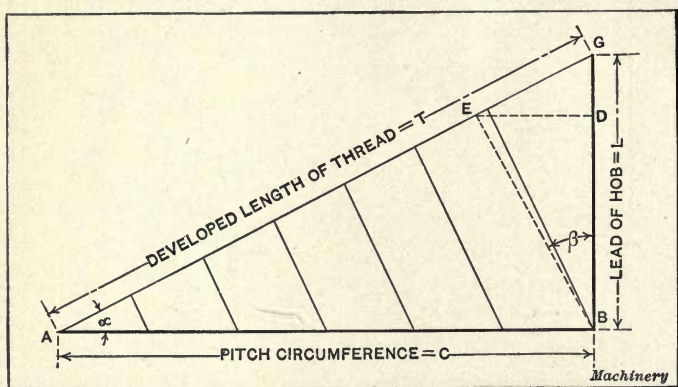 G
E
D
DEVELOPED LENGTH OF THREAD = T
LEAD OF HOB = L
β
α
A
B
PITCH CIRCUMFERENCE = C
Machinery